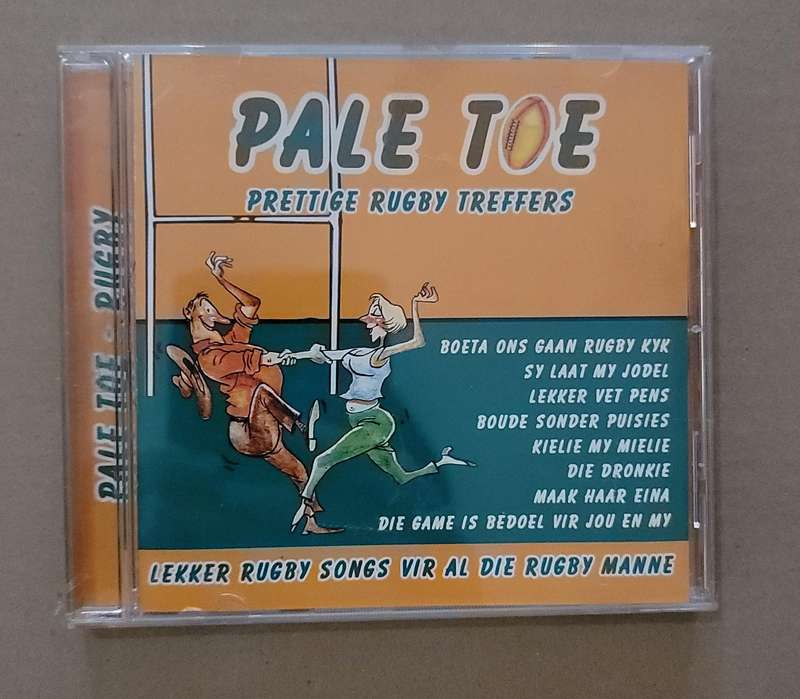 PALE TOE
PRETTIGE RUGBY TREFFERS
BOETA ONS GAAN RUGBY KYK
SY LAAT MY JODEL
LEKKER VET PENS
BOUDE SONDER PUISIES
KIELIE MY MIELIE
DIE DRONKIE
MAAK HAAR EINA
DIE GAME IS BEDOEL VIR JOU EN MY
LEKKER RUGBY SONGS VIR AL DIE RUGBY MANNE
PALE TOE - RUGBY